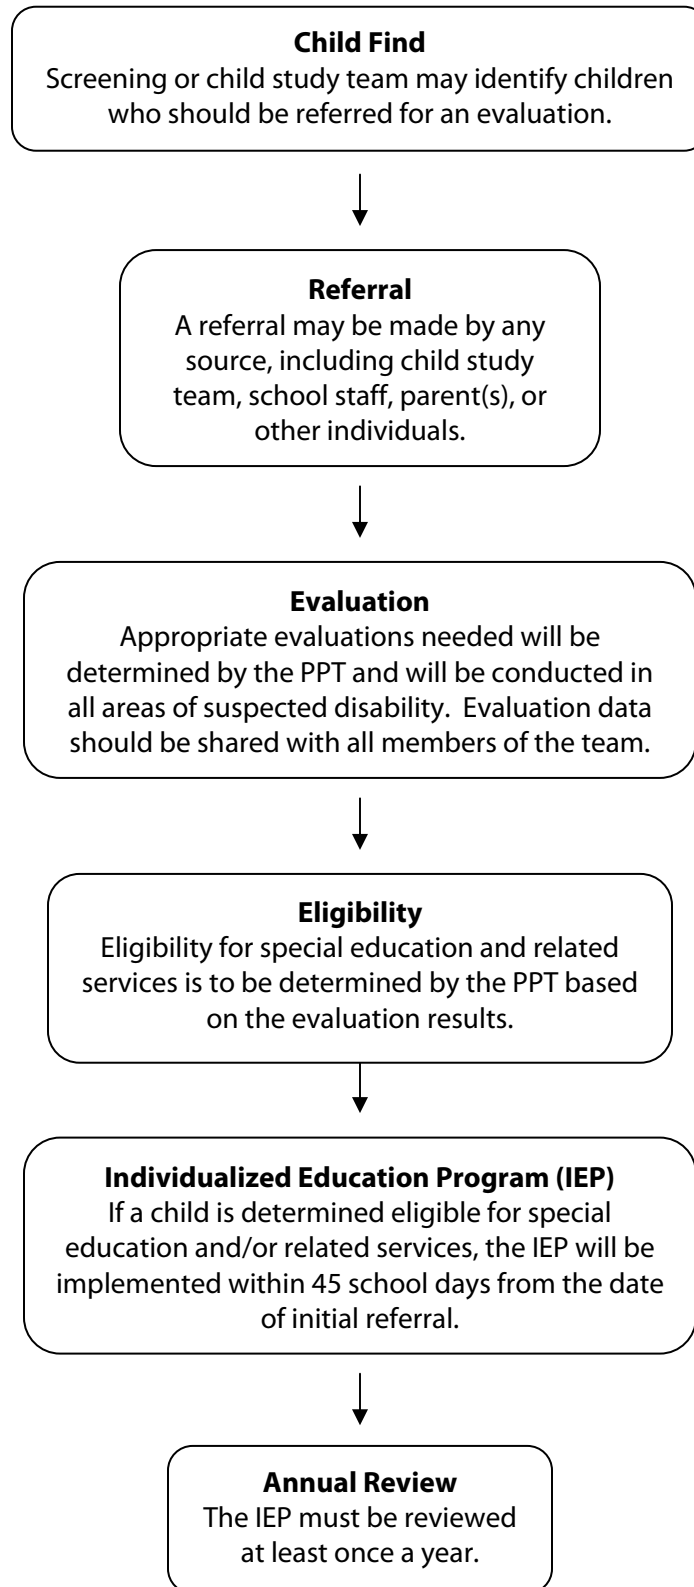 Child Find
Screening or child study team may identify children
who should be referred for an evaluation.
Referral
A referral may be made by any
source, including child study
team, school staff, parent(s), or
other individuals.
Evaluation
Appropriate evaluations needed will be
determined by the PPT and will be conducted in
all areas of suspected disability.  Evaluation data
should be shared with all members of the team.
Eligibility
Eligibility for special education and related
services is to be determined by the PPT based
on the evaluation results.
Individualized Education Program (IEP)
If a child is determined eligible for special
education and/or related services, the IEP will be
implemented within 45 school days from the date
of initial referral.
Annual Review
The IEP must be reviewed
at least once a year.